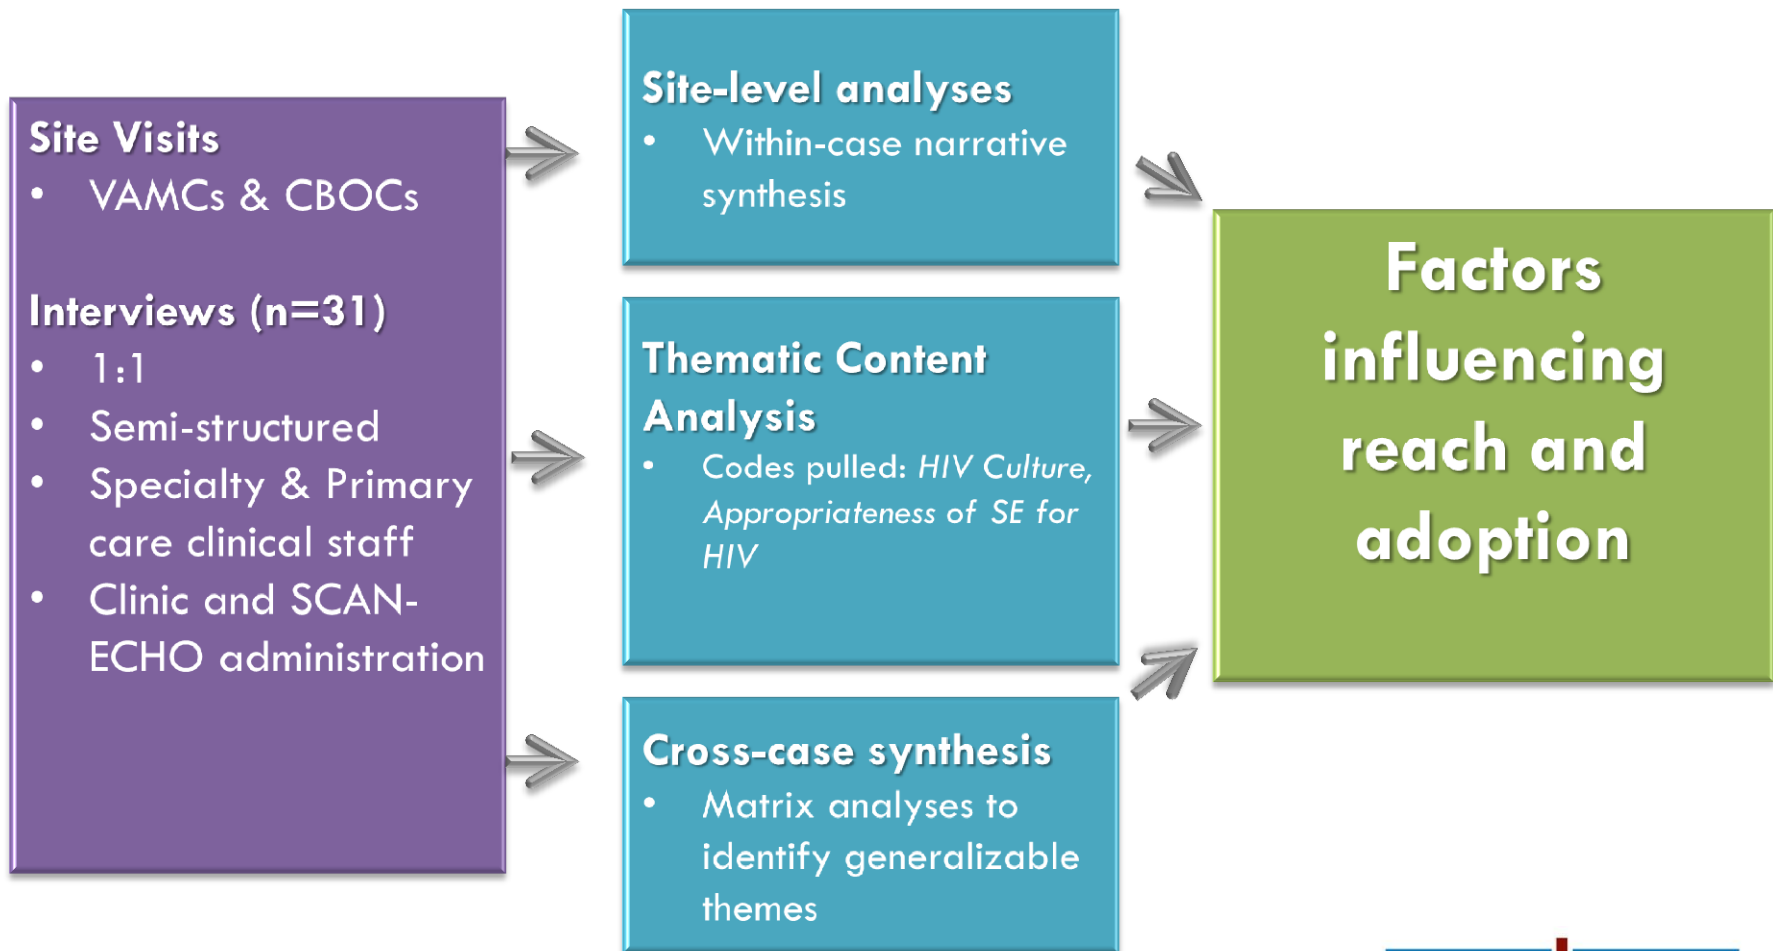 Site Visits
• VAMCs & CBOCs
Interviews (n=31)
• 1:1
• Semi-structured
• Specialty & Primary
care clinical staff
• Clinic and SCAN-
ECHO administration
Site-level analyses
• Within-case narrative
synthesis
Thematic Content
Analysis
• Codes pulled: HIV Culture,
Appropriateness of SE for
HIV
Cross-case synthesis
• Matrix analyses to
identify generalizable
themes
Factors
influencing
reach and
adoption